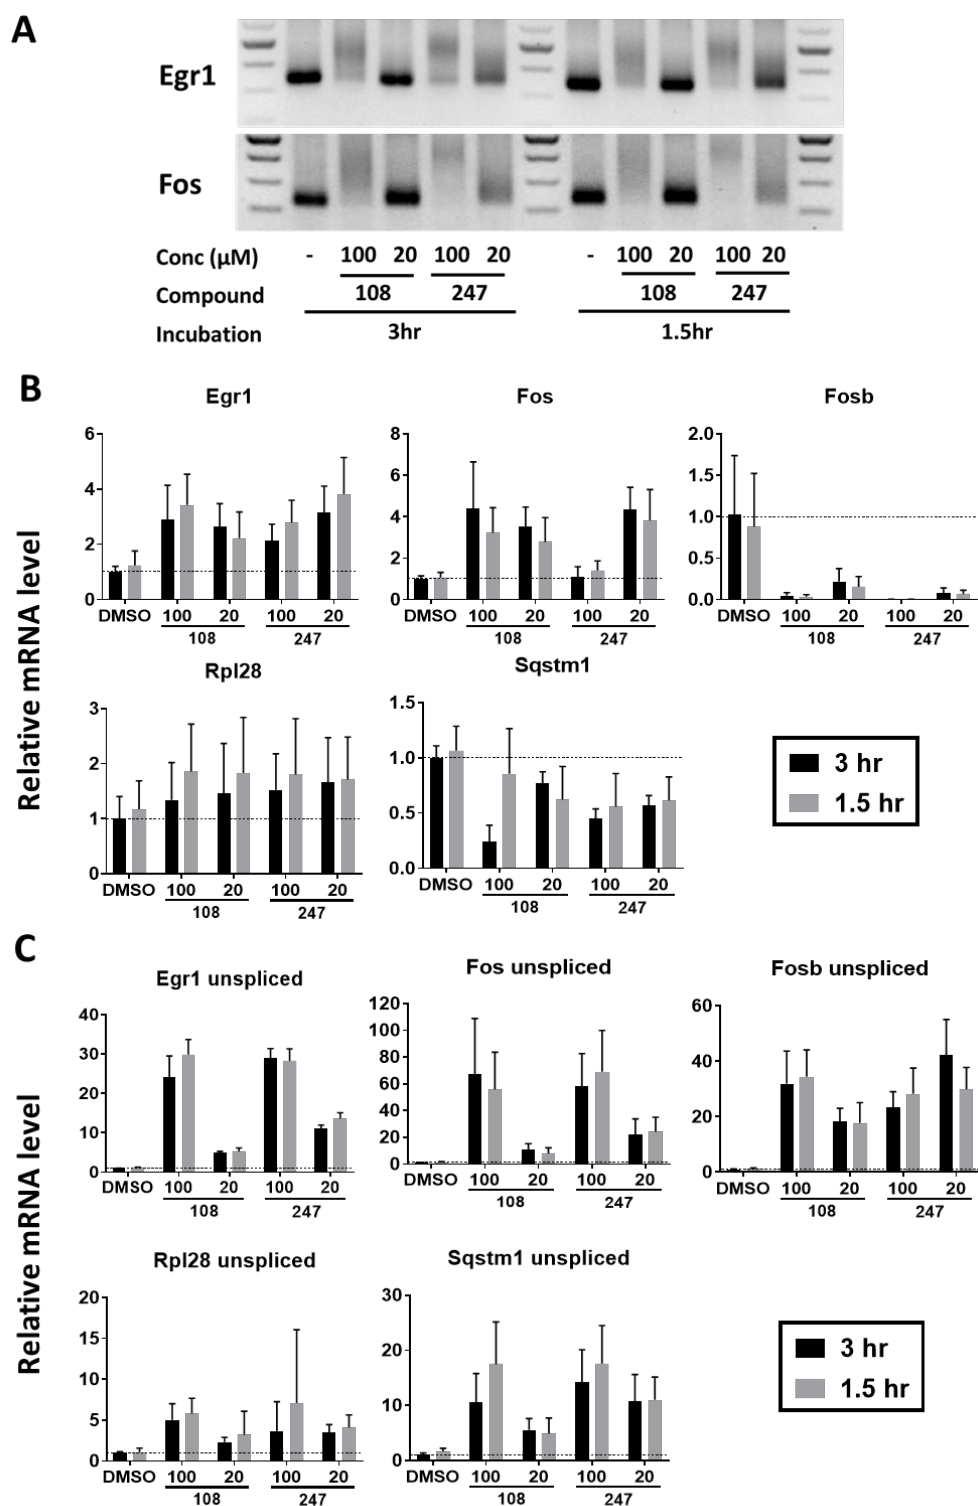 A
Egr1
Fos
Conc (µM) - 100 20 100 20 - 100 20 100 20
Compound 108 247 108 247
Incubation 3hr 1.5hr
B
Relative mRNA level
Egr1
6
4
2
0
DMSO 100 20 100 20
108 247
Fos
8
6
4
2
0
DMSO 100 20 100 20
108 247
Fosb
2.0
1.5
1.0
0.5
0.0
DMSO 100 20 100 20
108 247
Rpl28
3
2
1
0
DMSO 100 20 100 20
108 247
Sqstm1
1.5
1.0
0.5
0.0
DMSO 100 20 100 20
108 247
3 hr
1.5 hr
C
Relative mRNA level
Egr1 unspliced
40
30
20
10
0
DMSO 100 20 100 20
108 247
Fos unspliced
120
100
80
60
40
20
0
DMSO 100 20 100 20
108 247
Fosb unspliced
60
40
20
0
DMSO 100 20 100 20
108 247
Rpl28 unspliced
20
15
10
5
0
DMSO 100 20 100 20
108 247
Sqstm1 unspliced
30
20
10
0
DMSO 100 20 100 20
108 247
3 hr
1.5 hr